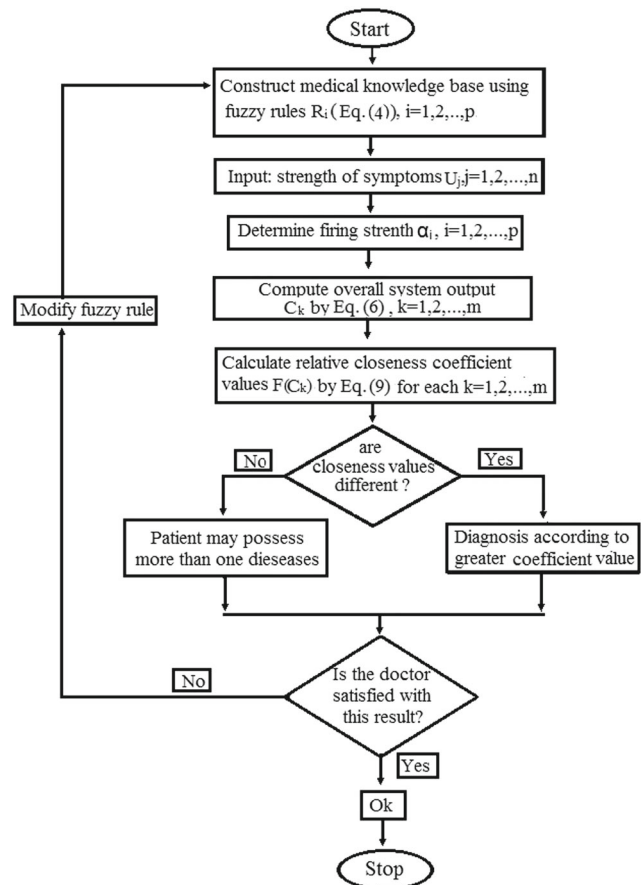 Start
Construct medical knowledge base using
fuzzy rules Ri (Eq. (4)), i=1,2,..,p
Input: strength of symptoms Uj,j=1,2,...,n
Determine firing strenth αi, i=1,2,...,p
Compute overall system output
Ck by Eq. (6) , k=1,2,...,m
Modify fuzzy rule
Calculate relative closeness coefficient
values F(Ck) by Eq. (9) for each k=1,2,...,m
are
closeness values
different ?
No
Yes
Patient may possess
more than one dieseases
Diagnosis according to
greater coefficient value
Is the doctor
satisfied with
this result?
No
Yes
Ok
Stop